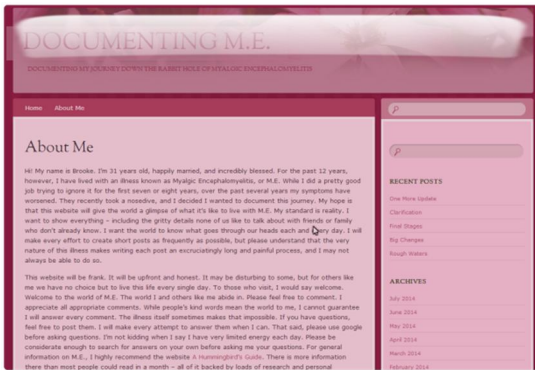 DOCUMENTING M.E.
DOCUMENTING MY JOURNEY DOWN THE RABBIT HOLE OF MYALGIC ENCEPHALOMYELITIS
Home About Me
About Me
Hi! My name is Brooke. I'm 31 years old, happily married, and incredibly blessed. For the past 12 years,
however, I have lived with an illness known as Myalgic Encephalomyalitis, or M.E. While I did a pretty good
job trying to ignore it for the first seven or eight years, over the past several years my symptoms have
worsened. They recently took a nosedive, and I decided I wanted to document this journey. My hope is
that this website will give the world a glimpse of what it's like to live with M.E. My standard is reality. I
want to show everything – including the gritty details none of us like to talk about with friends or family
who don't already know. I want the world to know what goes through our heads each and every day. I will
make every effort to create short posts as frequently as possible, but please understand that the very
nature of this illness makes writing each post an excruciatingly long and painful process, and I may not
always be able to do so.
This website will be frank. It will be upfront and honest. It may be disturbing to some, but for others like
me we have no choice but to live this life every single day. To those who visit, I would say welcome.
Welcome to the world of M.E. The world I and others like me abide in. Please feel free to comment. I
appreciate all appropriate comments. While people's kind words mean the world to me, I cannot guarantee
I will answer every comment. The illness itself sometimes makes that impossible. If you have questions,
feel free to post them. I will make every attempt to answer them when I can. That said, please use google
before asking questions. I'm not kidding when I say I have very limited energy each day. Please be
considerate enough to search for answers on your own before asking me your questions. For general
information on M.E., I highly recommend the website A Hummingbird's Guide. There is more information
there than most people could read in a month – all of it backed by loads of research and personal
RECENT POSTS
One More Update
Clarification
Final Stages
Big Changes
Rough Waters
ARCHIVES
July 2014
June 2014
May 2014
April 2014
March 2014
February 2014